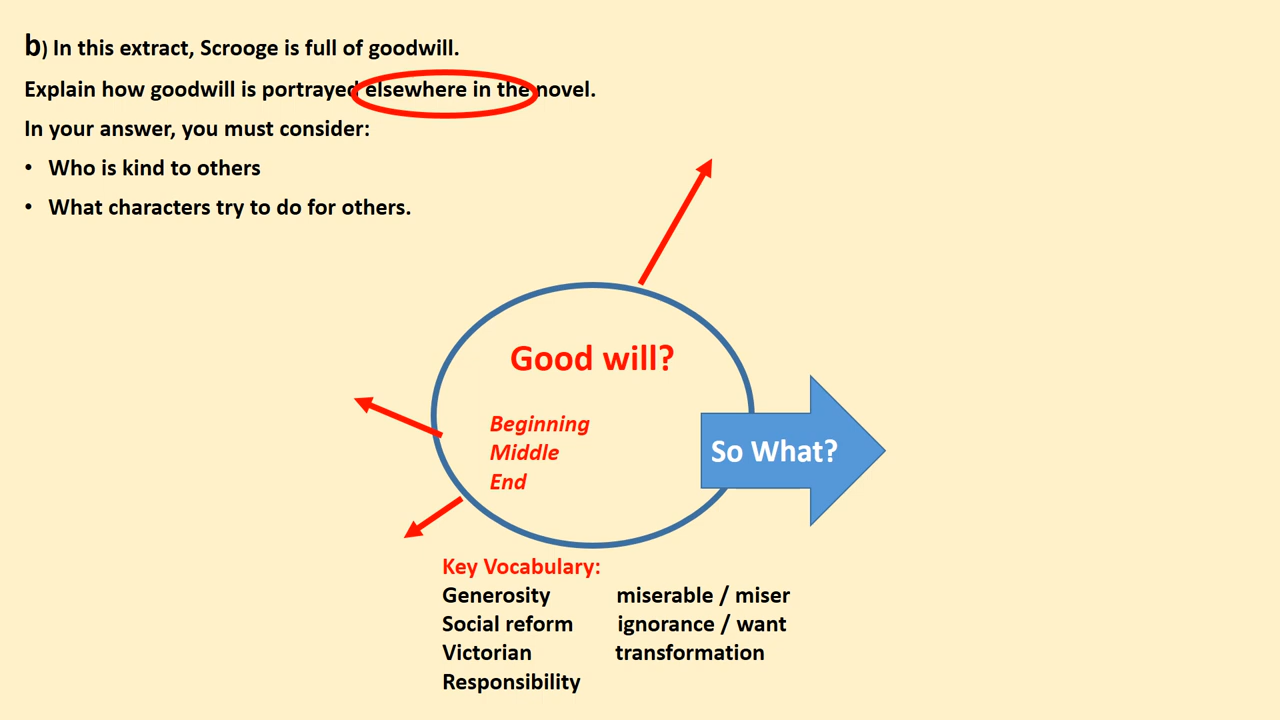 b) In this extract, Scrooge is full of goodwill.
Explain how goodwill is portrayed elsewhere in the novel.
In your answer, you must consider:
• Who is kind to others
• What characters try to do for others.
Good will?
Beginning
Middle
End
So What?
Key Vocabulary:
Generosity miserable / miser
Social reform ignorance / want
Victorian transformation
Responsibility